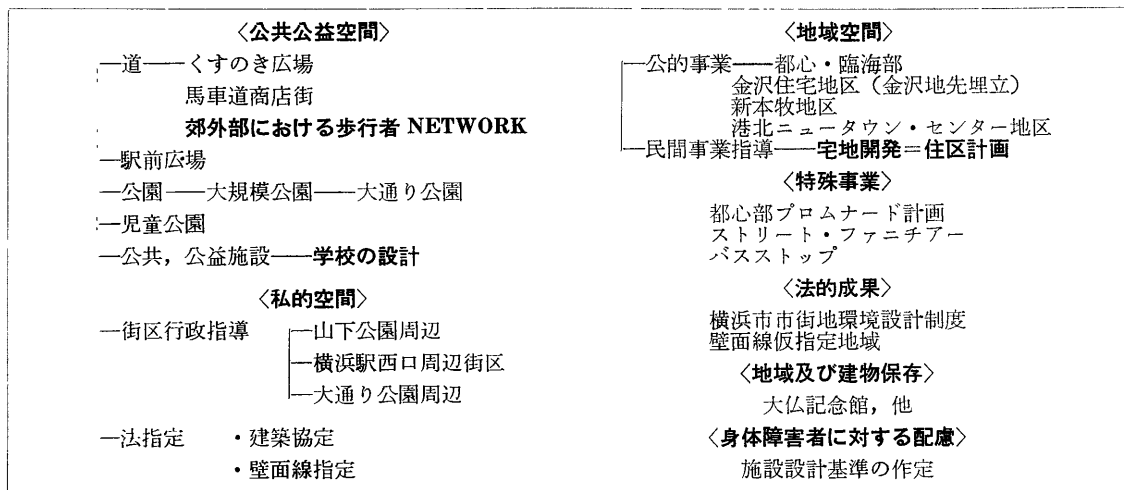 〈公共公益空間〉
—道——くすのき広場
馬車道商店街
郊外部における歩行者 NETWORK
—駅前広場
—公園——大規模公園——大通り公園
—児童公園
—公共，公益施設——学校の設計
〈私的空間〉
—街区行政指導 —山下公園周辺
—横浜駅西口周辺街区
—大通り公園周辺
—法指定 ・建築協定
・壁面線指定
〈地域空間〉
—公的事業——都心・臨海部
金沢住宅地区（金沢地先埋立）
新本牧地区
港北ニュータウン・センター地区
—民間事業指導——宅地開発＝住区計画
〈特殊事業〉
都心部プロムナード計画
ストリート・ファニチアー
バスストップ
〈法的成果〉
横浜市市街地環境設計制度
壁面線仮指定地域
〈地域及び建物保存〉
大仏記念館，他
〈身体障害者に対する配慮〉
施設設計基準の作定